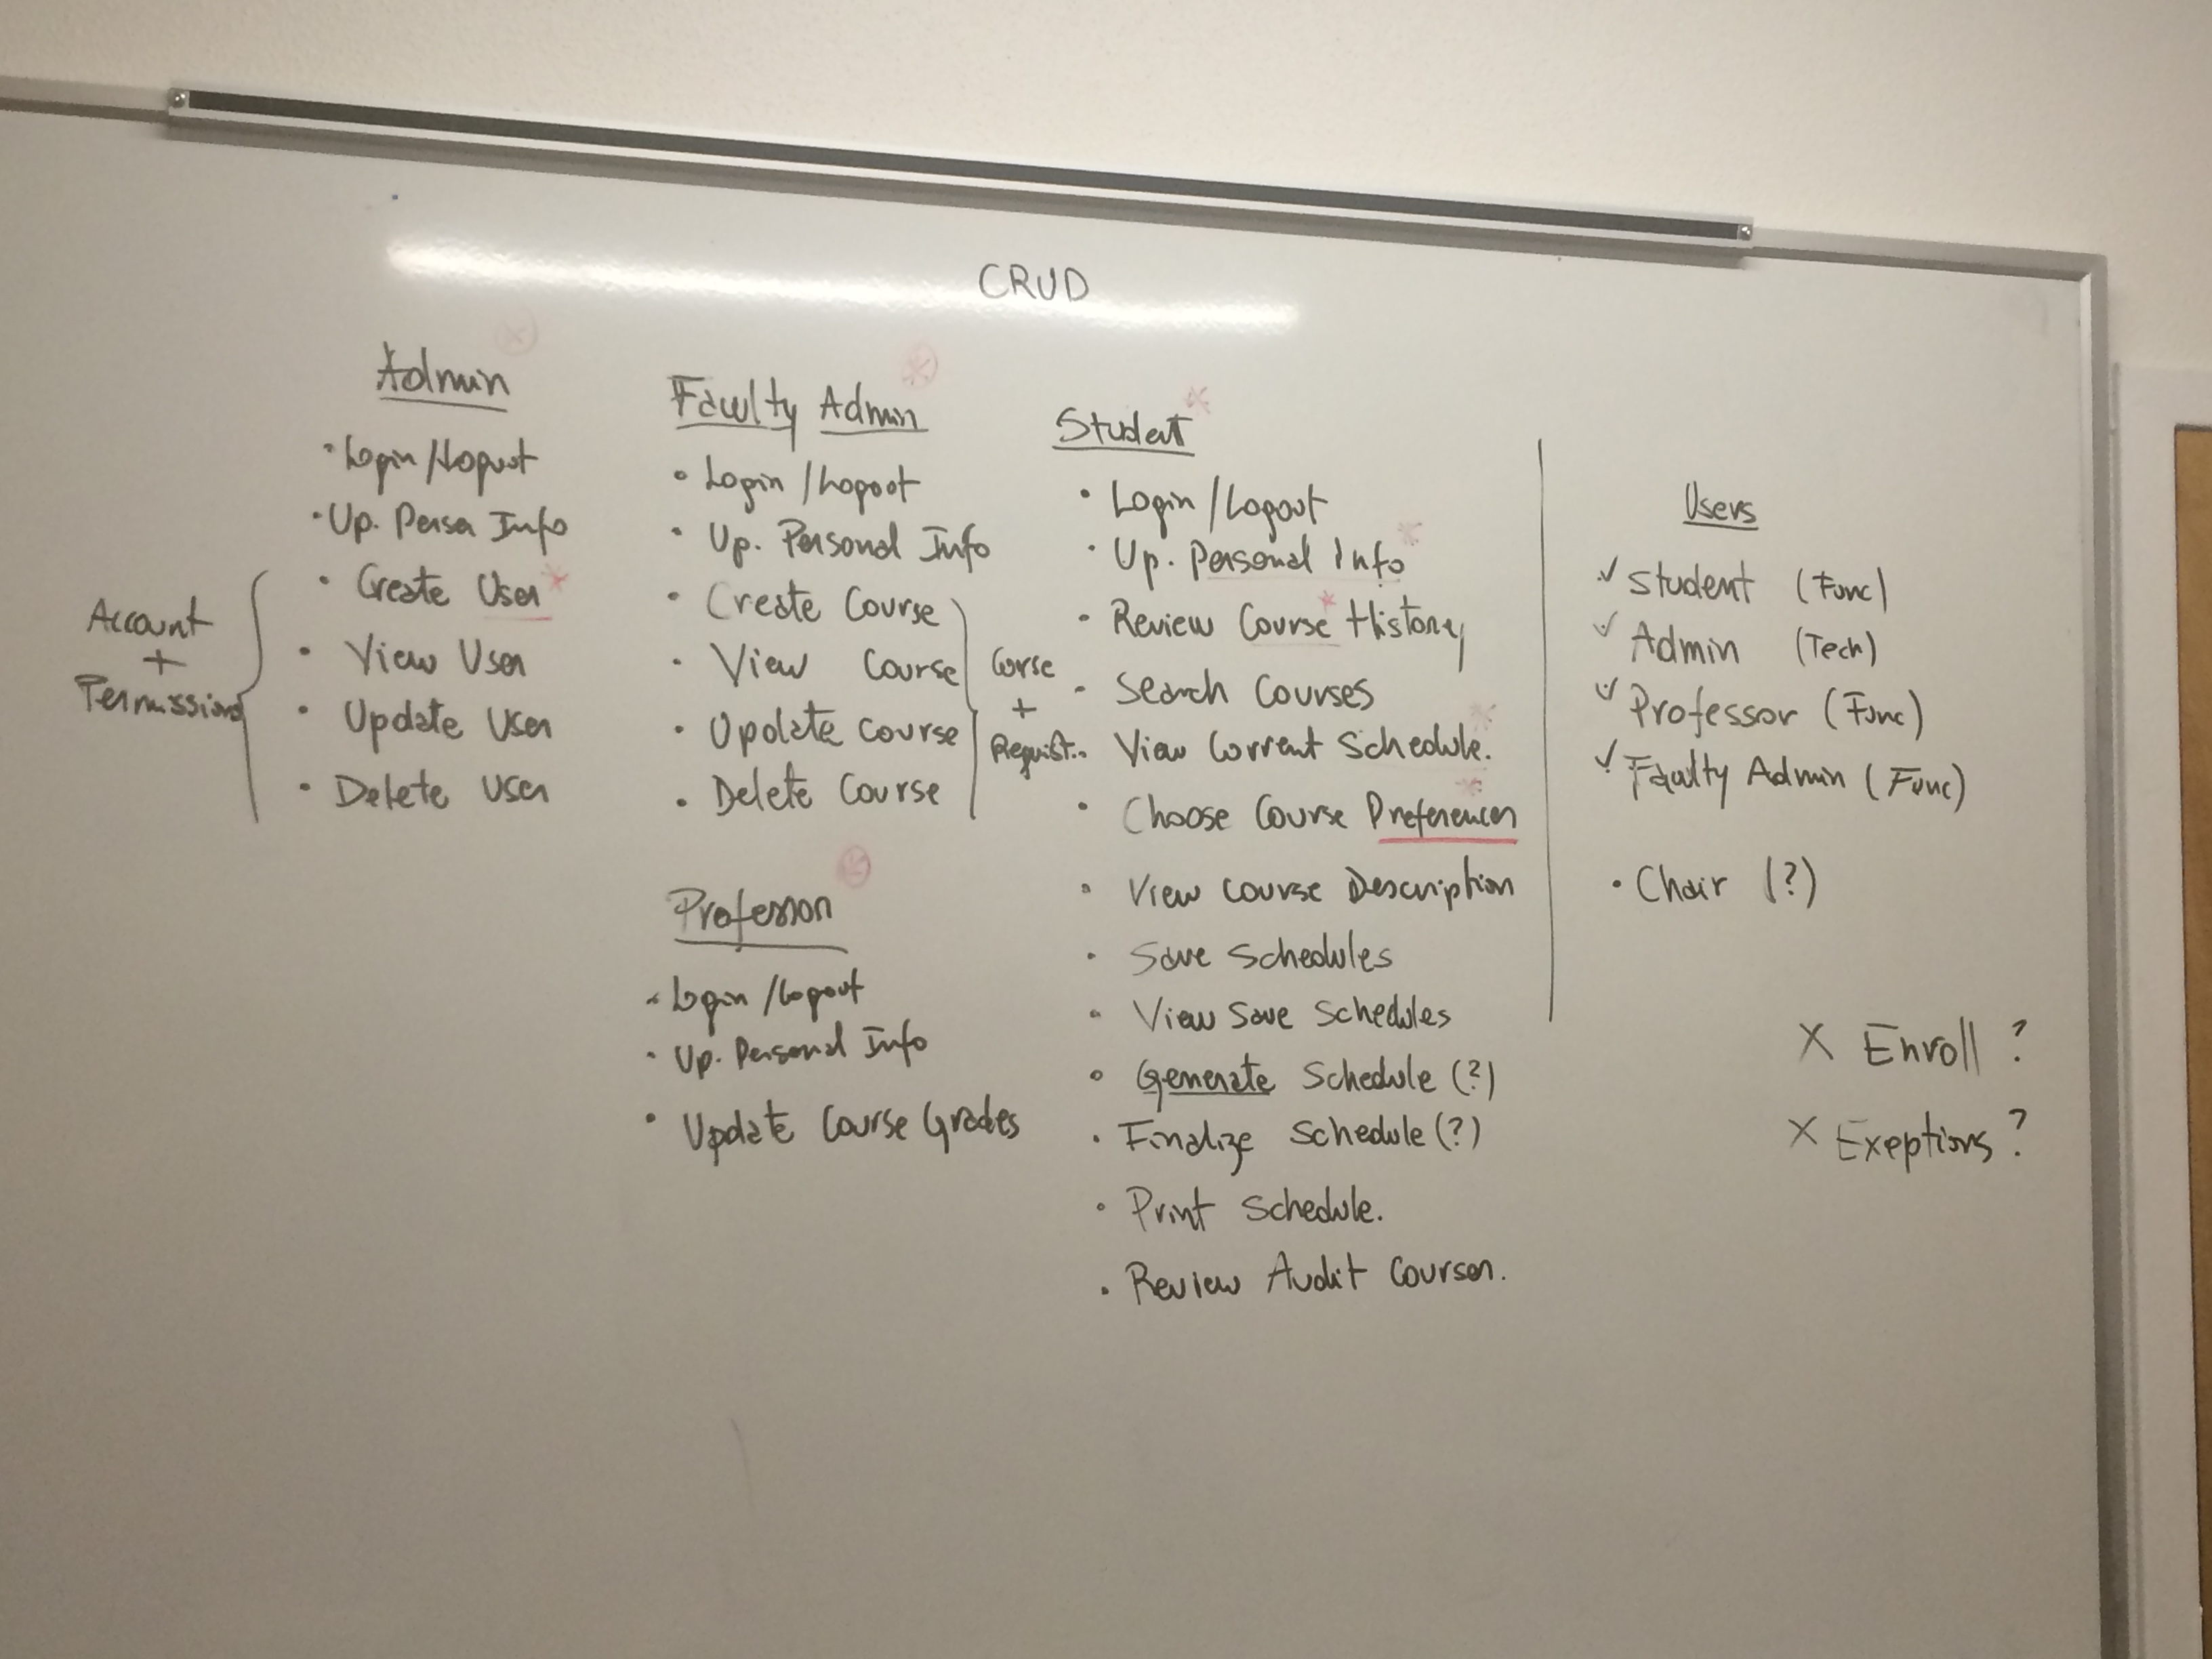 CRUD
Admin
• Login/Logout
• Up. Person Info
• Create User *
• View User
• Update User
• Delete User
Account
+
Permissions
Faculty Admin
• Login/Logout
• Up. Personal Info
• Create Course
• View Course
• Update Course
• Delete Course
Corse
+
Requist..
Professor
• Login/Logout
• Up. Personal Info
• Update Course Grades
Student *
• Login/Logout
• Up. Personal Info *
• Review Course * History
• Search Courses
• View Current Schedule. *
• Choose Course Preferences *
• View Course Description
• Save Schedules
• View Save Schedules
• Generate Schedule (?)
• Finalize Schedule (?)
• Print Schedule.
• Review Audit Courses.
Users
✓ Student (Func)
✓ Admin (Tech)
✓ Professor (Func)
✓ Faculty Admin (Func)
• Chair (?)
X Enroll ?
X Exeptions ?